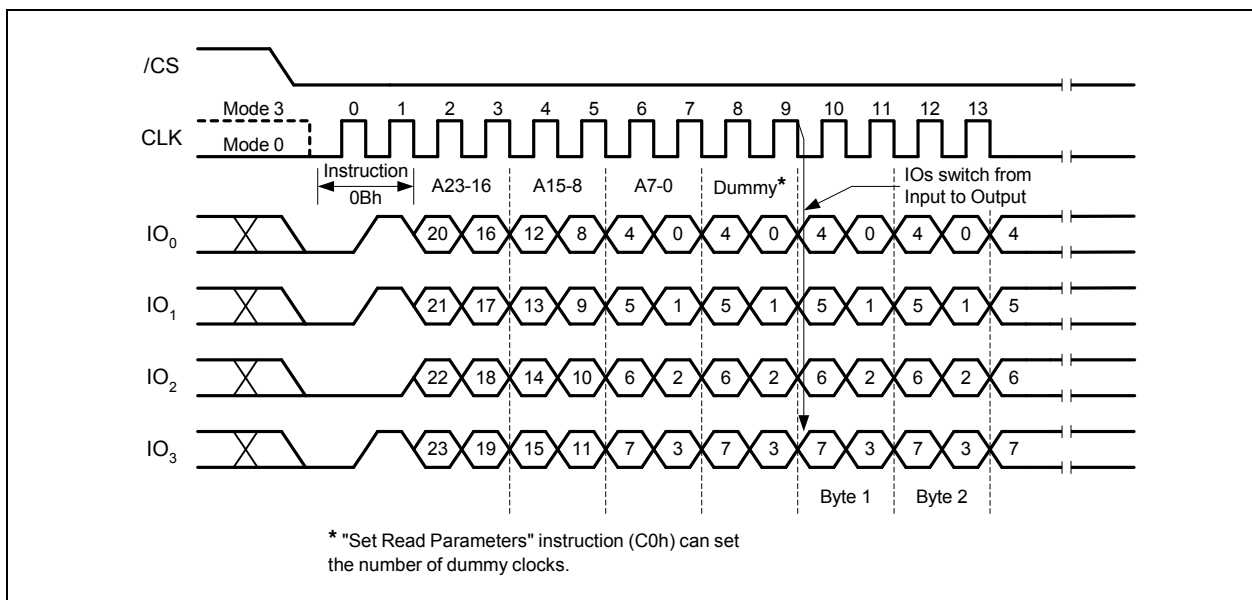 /CS
Mode 3 0 1 2 3 4 5 6 7 8 9 10 11 12 13
CLK Mode 0
Instruction
0Bh
A23-16 A15-8 A7-0 Dummy*
IOs switch from
Input to Output
IO0 20 16 12 8 4 0 4 0 4 0 4 0 4
IO1 21 17 13 9 5 1 5 1 5 1 5 1 5
IO2 22 18 14 10 6 2 6 2 6 2 6 2 6
IO3 23 19 15 11 7 3 7 3 7 3 7 3 7
Byte 1 Byte 2
* "Set Read Parameters" instruction (C0h) can set
the number of dummy clocks.